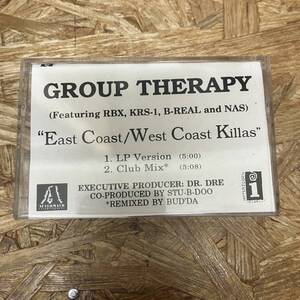 GROUP THERAPY
(Featuring RBX, KRS-1, B-REAL and NAS)
"East Coast/West Coast Killas"
1. LP Version (5:00)
2. Club Mix* (5:08)
EXECUTIVE PRODUCER: DR. DRE
CO-PRODUCED BY STU-B-DOO
*REMIXED BY BUD'DA